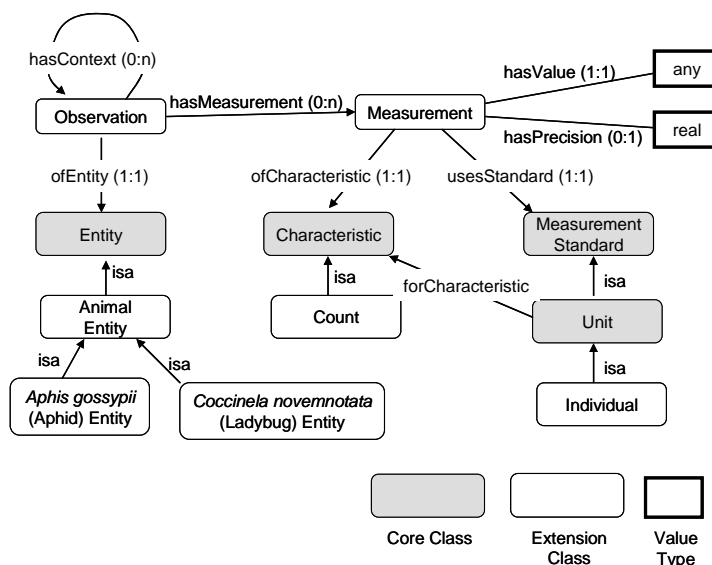 hasContext (0:n)
hasValue (1:1)
any
hasMeasurement (0:n)
Observation
Measurement
hasPrecision (0:1)
real
ofEntity (1:1)
ofCharacteristic (1:1)
usesStandard (1:1)
Entity
Characteristic
Measurement
Standard
isa
isa
isa
forCharacteristic
Animal
Entity
Count
Unit
isa
isa
isa
Aphis gossypii
(Aphid) Entity
Coccinela novemnotata
(Ladybug) Entity
Individual
Core Class
Extension
Class
Value
Type